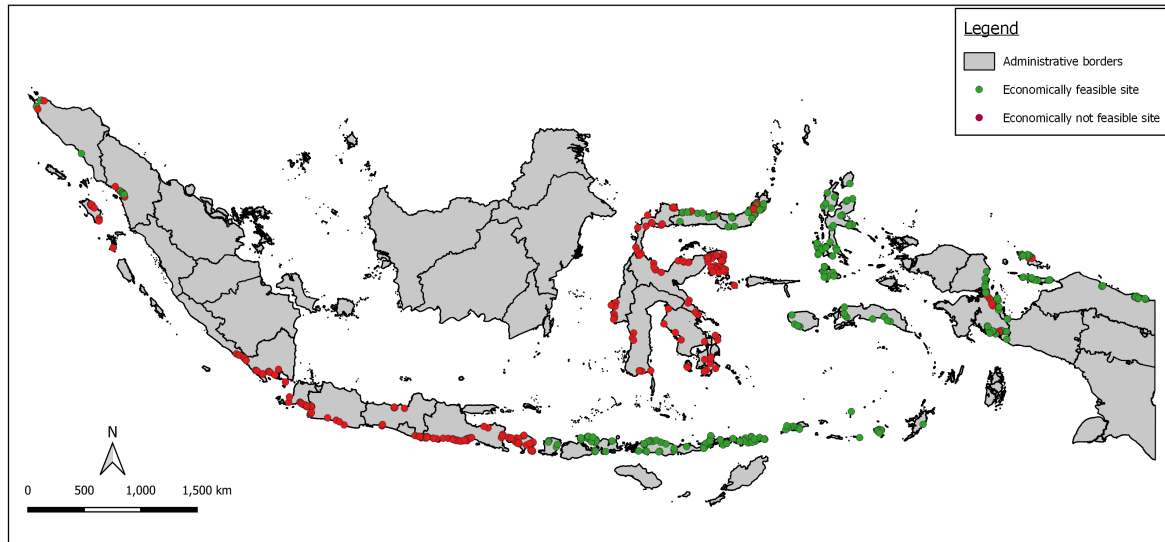 Legend
Administrative borders
Economically feasible site
Economically not feasible site
N
0 500 1,000 1,500 km